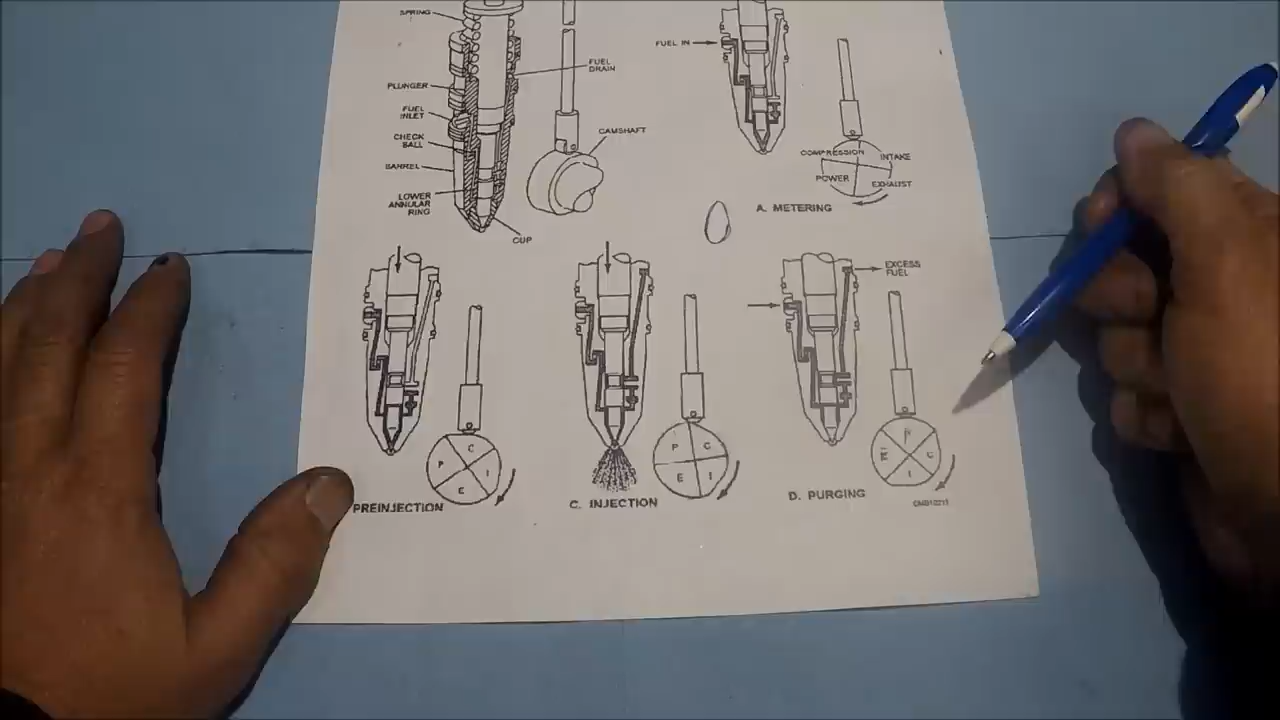 SPRING
FUEL
DRAIN
PLUNGER
FUEL
INLET
CHECK
BALL
BARREL
LOWER
ANNULAR
RING
CUP
CAMSHAFT
FUEL IN
COMPRESSION
INTAKE
POWER
EXHAUST
A. METERING
P
C
I
E
PREINJECTION
P
C
E
I
C. INJECTION
EXCESS
FUEL
P
E
C
I
D. PURGING